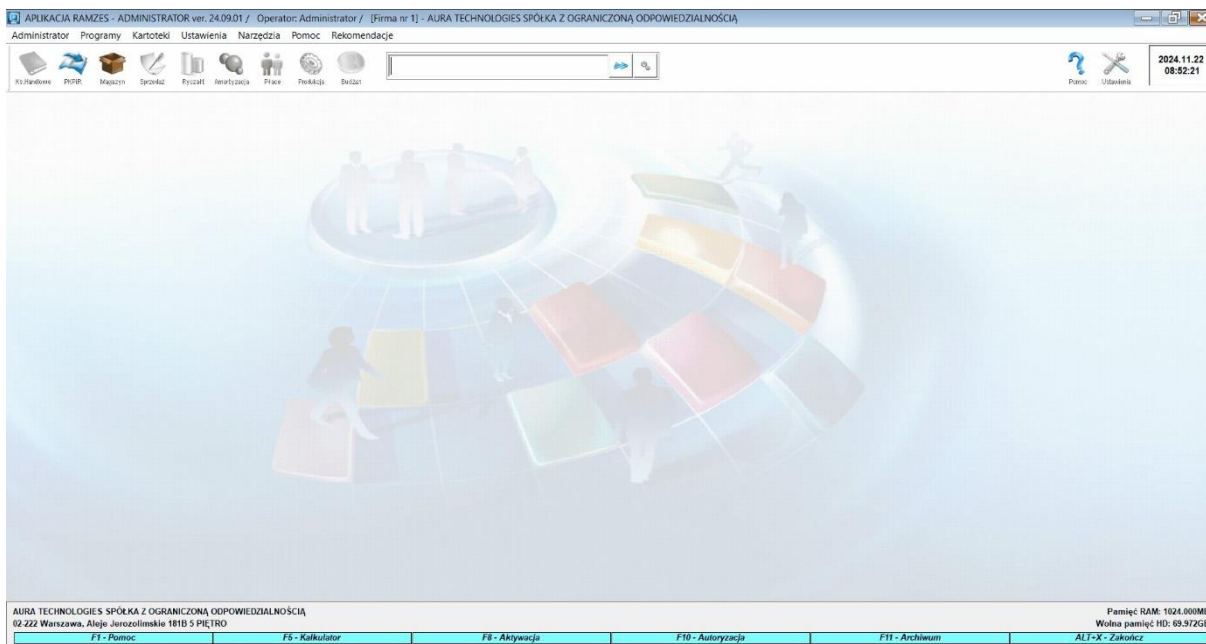 APLIKACJA RAMZES - ADMINISTRATOR ver. 24.09.01 / Operator: Administrator / [Firma nr 1] - AURA TECHNOLOGIES SPÓŁKA Z OGRANICZONĄ ODPOWIEDZIALNOŚCIĄ
Administrator Programy Kartoteki Ustawienia Narzędzia Pomoc Rekomendacje
Ks.Handlowe PKPiR Magazyn Sprzedaż Ryczałt Amortyzacja Płace Produkcja Budżet Pomoc Ustawienia
2024.11.22
08:52:21
AURA TECHNOLOGIES SPÓŁKA Z OGRANICZONĄ ODPOWIEDZIALNOŚCIĄ Pamięć RAM: 1024.000MB
02-222 Warszawa, Aleje Jerozolimskie 181B 5 PIĘTRO Wolna pamięć HD: 69.972GB
F1 - Pomoc F5 - Kalkulator F8 - Aktywacja F10 - Autoryzacja F11 - Archiwum ALT+X - Zakończ